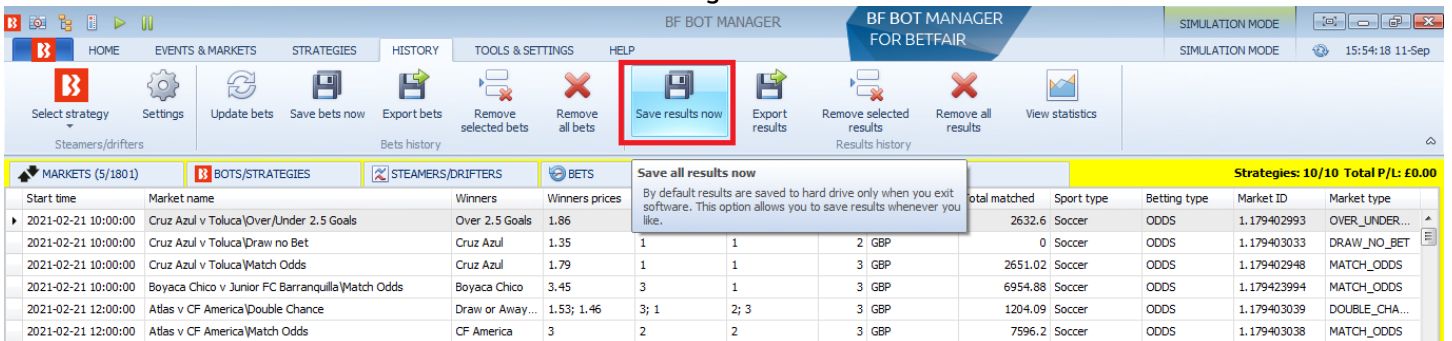 BF BOT MANAGER
BF BOT MANAGER
FOR BETFAIR
SIMULATION MODE
HOME EVENTS & MARKETS STRATEGIES HISTORY TOOLS & SETTINGS HELP
SIMULATION MODE 15:54:18 11-Sep
Select strategy Settings Update bets Save bets now Export bets Remove selected bets Remove all bets Save results now Export results Remove selected results Remove all results View statistics
Steamers/drifters Bets history Results history
MARKETS (5/1801) BOTS/STRATEGIES STEAMERS/DRIFTERS BETS Strategies: 10/10 Total P/L: £0.00
Save all results now
By default results are saved to hard drive only when you exit
software. This option allows you to save results whenever you
like.
Start time Market name Winners Winners prices Total matched Sport type Betting type Market ID Market type
2021-02-21 10:00:00 Cruz Azul v Toluca\Over/Under 2.5 Goals Over 2.5 Goals 1.86 2632.6 Soccer ODDS 1.179402993 OVER_UNDER...
2021-02-21 10:00:00 Cruz Azul v Toluca\Draw no Bet Cruz Azul 1.35 1 1 2 GBP 0 Soccer ODDS 1.179403033 DRAW_NO_BET
2021-02-21 10:00:00 Cruz Azul v Toluca\Match Odds Cruz Azul 1.79 1 1 3 GBP 2651.02 Soccer ODDS 1.179402948 MATCH_ODDS
2021-02-21 10:00:00 Boyaca Chico v Junior FC Barranquilla\Match Odds Boyaca Chico 3.45 3 1 3 GBP 6954.88 Soccer ODDS 1.179423994 MATCH_ODDS
2021-02-21 12:00:00 Atlas v CF America\Double Chance Draw or Away... 1.53; 1.46 3; 1 2; 3 3 GBP 1204.09 Soccer ODDS 1.179403039 DOUBLE_CHA...
2021-02-21 12:00:00 Atlas v CF America\Match Odds CF America 3 2 2 3 GBP 7596.2 Soccer ODDS 1.179403038 MATCH_ODDS